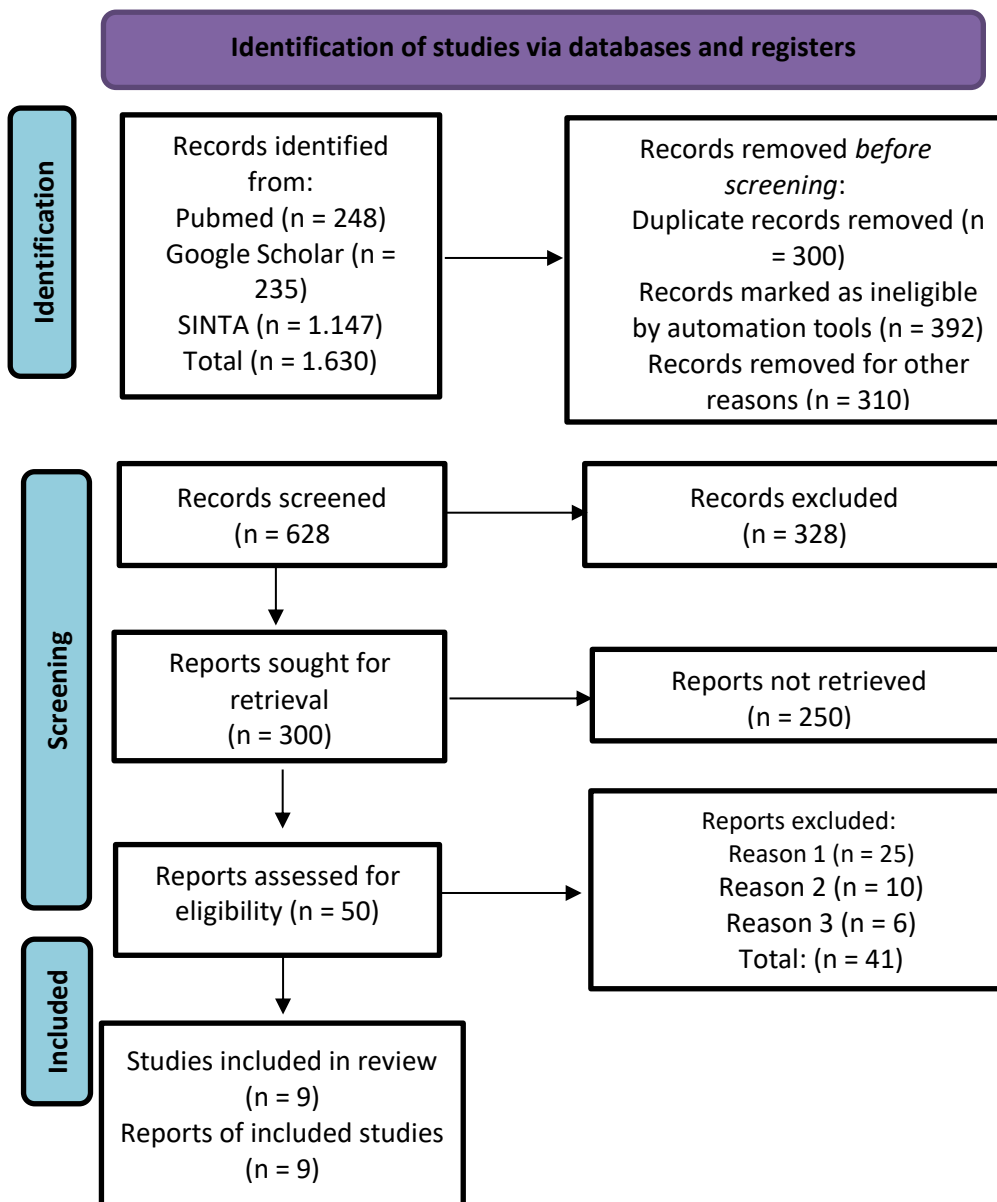 Identification of studies via databases and registers
Identification
Records identified
from:
Pubmed (n = 248)
Google Scholar (n =
235)
SINTA (n = 1.147)
Total (n = 1.630)
Records removed before
screening:
Duplicate records removed (n
= 300)
Records marked as ineligible
by automation tools (n = 392)
Records removed for other
reasons (n = 310)
Screening
Records screened
(n = 628
Records excluded
(n = 328)
Reports sought for
retrieval
(n = 300)
Reports not retrieved
(n = 250)
Reports assessed for
eligibility (n = 50)
Reports excluded:
Reason 1 (n = 25)
Reason 2 (n = 10)
Reason 3 (n = 6)
Total: (n = 41)
Included
Studies included in review
(n = 9)
Reports of included studies
(n = 9)